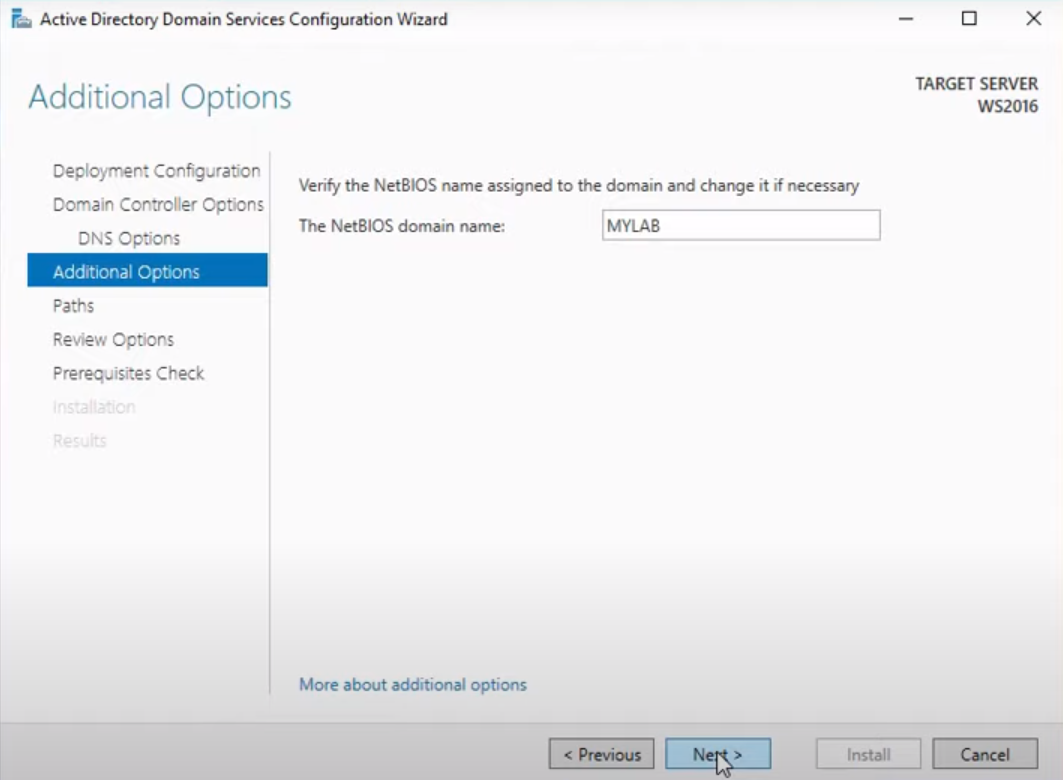 Active Directory Domain Services Configuration Wizard
Additional Options
TARGET SERVER
WS2016
Deployment Configuration
Domain Controller Options
DNS Options
Additional Options
Paths
Review Options
Prerequisites Check
Installation
Results
Verify the NetBIOS name assigned to the domain and change it if necessary
The NetBIOS domain name: MYLAB
More about additional options
< Previous Next > Install Cancel